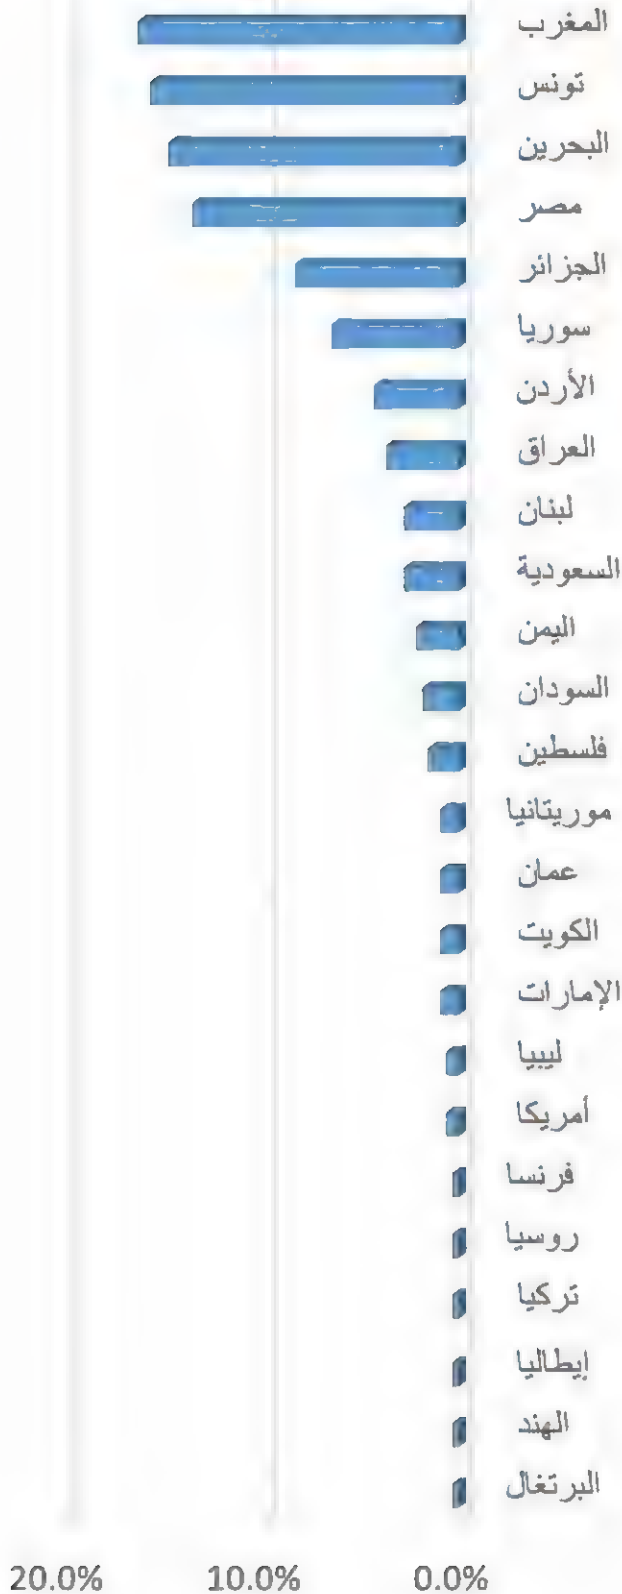 المغرب
تونس
البحرين
مصر
الجزائر
سوريا
الأردن
العراق
لبنان
السعودية
اليمن
السودان
فلسطين
موريتانيا
عمان
الكويت
الإمارات
ليبيا
أمريكا
فرنسا
روسيا
تركيا
إيطاليا
الهند
البرتغال
20.0% 10.0% 0.0%